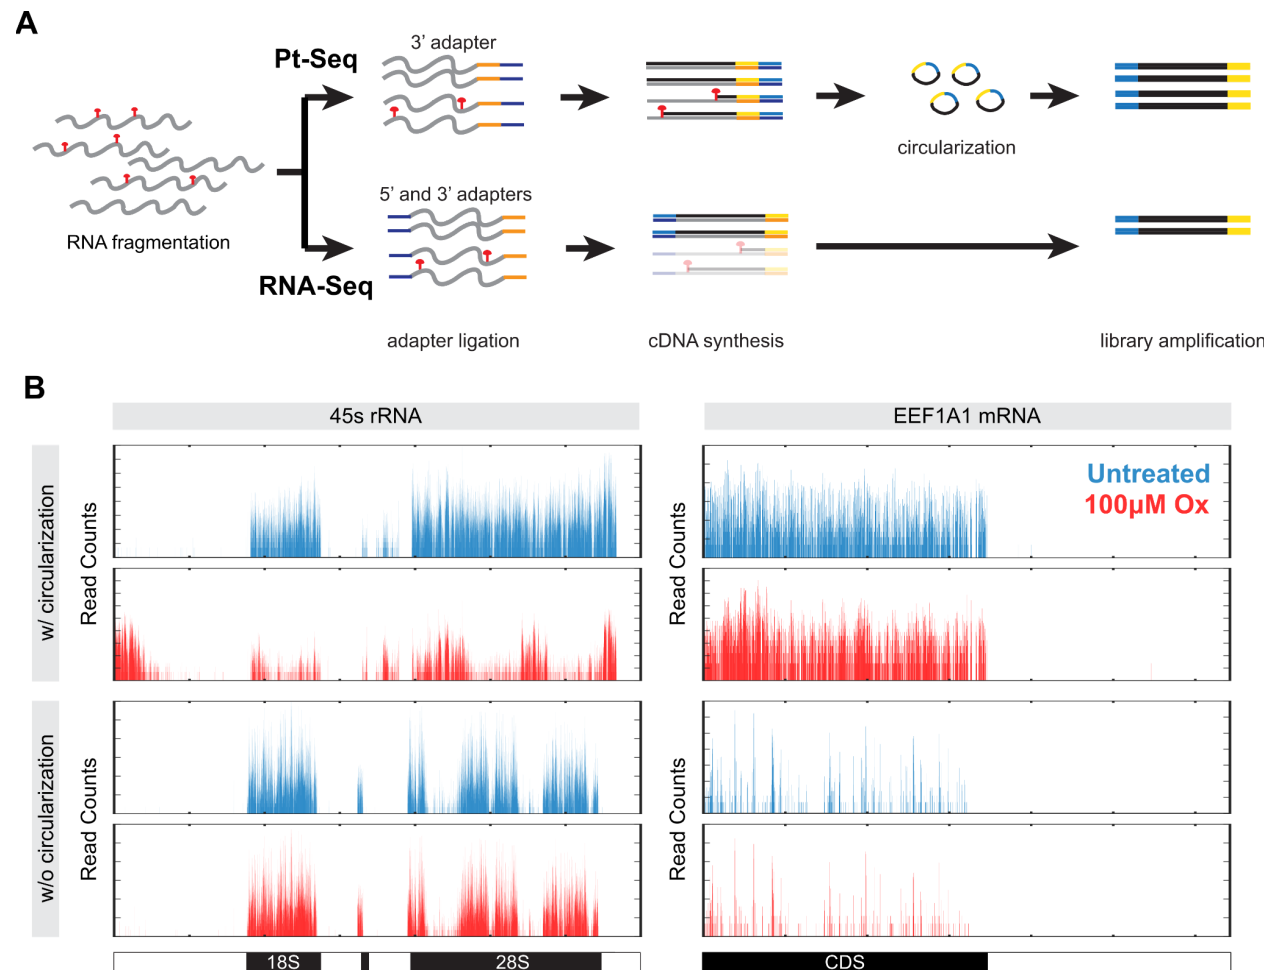 A
Pt-Seq
3’ adapter
circularization
RNA fragmentation
5’ and 3’ adapters
RNA-Seq
adapter ligation
cDNA synthesis
library amplification
B
45s rRNA
EEF1A1 mRNA
w/ circularization
Read Counts
Read Counts
Untreated
100µM Ox
w/o circularization
Read Counts
Read Counts
18S
28S
CDS